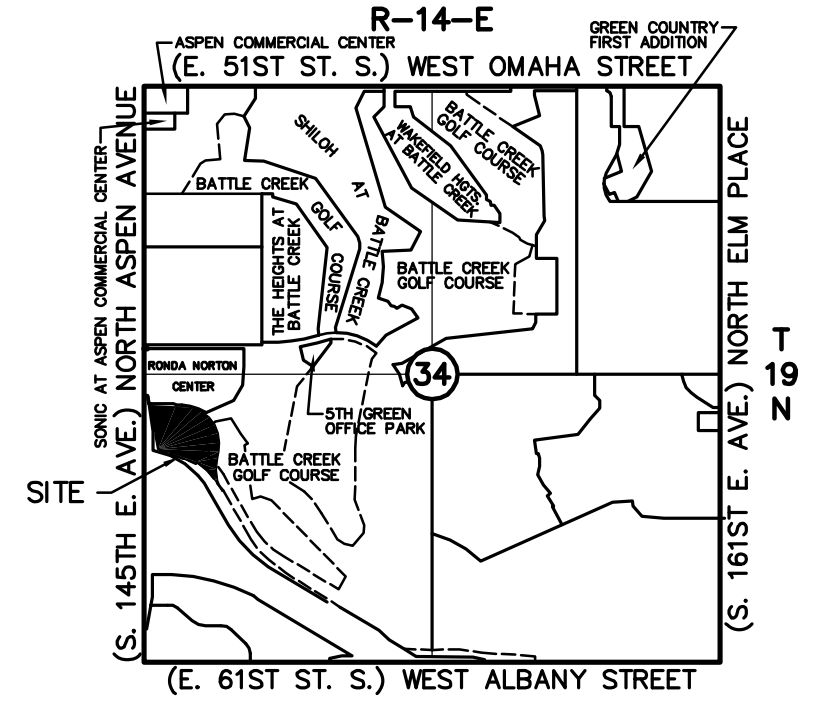 R-14-E
GREEN COUNTRY
FIRST ADDITION
ASPEN COMMERCIAL CENTER
(E. 51ST ST. S.) WEST OMAHA STREET
SHILOH
AT
BATTLE CREEK
WAKEFIELD HGTS.
AT BATTLE CREEK
BATTLE CREEK
GOLF COURSE
BATTLE CREEK
GOLF
COURSE
THE HEIGHTS AT
BATTLE CREEK
BATTLE CREEK
GOLF COURSE
SONIC AT ASPEN COMMERCIAL CENTER
(S. 145TH E. AVE.) NORTH ASPEN AVENUE
(S. 161ST E. AVE.) NORTH ELM PLACE
T
19
N
RONDA NORTON
CENTER
34
5TH GREEN
OFFICE PARK
BATTLE CREEK
GOLF COURSE
SITE
(E. 61ST ST. S.) WEST ALBANY STREET